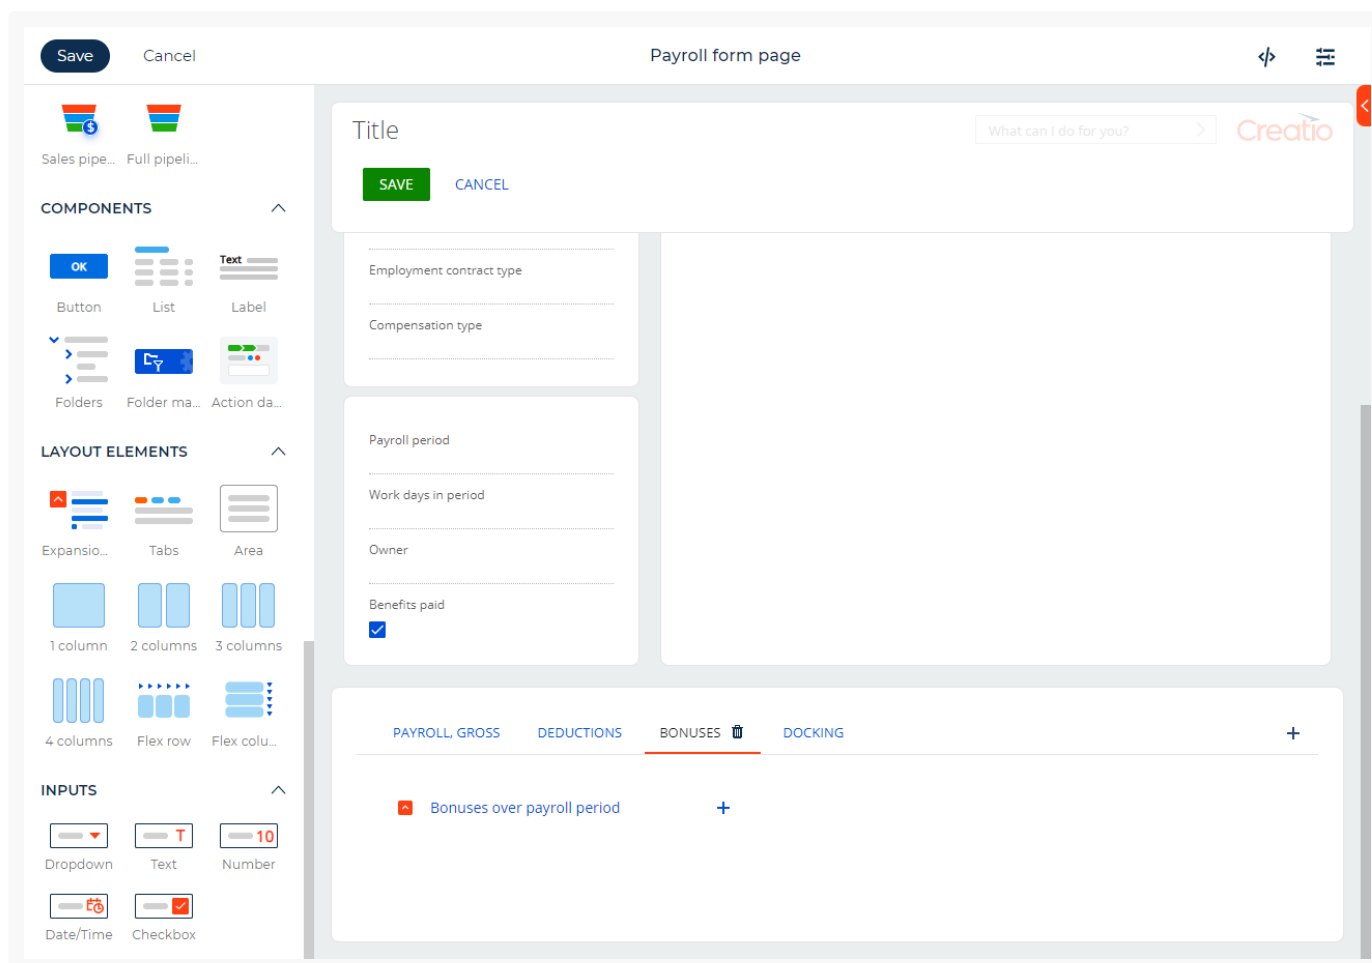 Save
Cancel
Payroll form page
Sales pipe...
Full pipeli...
COMPONENTS
OK
Text
Button
List
Label
Folders
Folder ma...
Action da...
LAYOUT ELEMENTS
Expansio...
Tabs
Area
1 column
2 columns
3 columns
4 columns
Flex row
Flex colu...
INPUTS
T
10
Dropdown
Text
Number
Date/Time
Checkbox
Title
What can I do for you?
Creatio
SAVE
CANCEL
Employment contract type
Compensation type
Payroll period
Work days in period
Owner
Benefits paid
PAYROLL, GROSS
DEDUCTIONS
BONUSES
DOCKING
Bonuses over payroll period